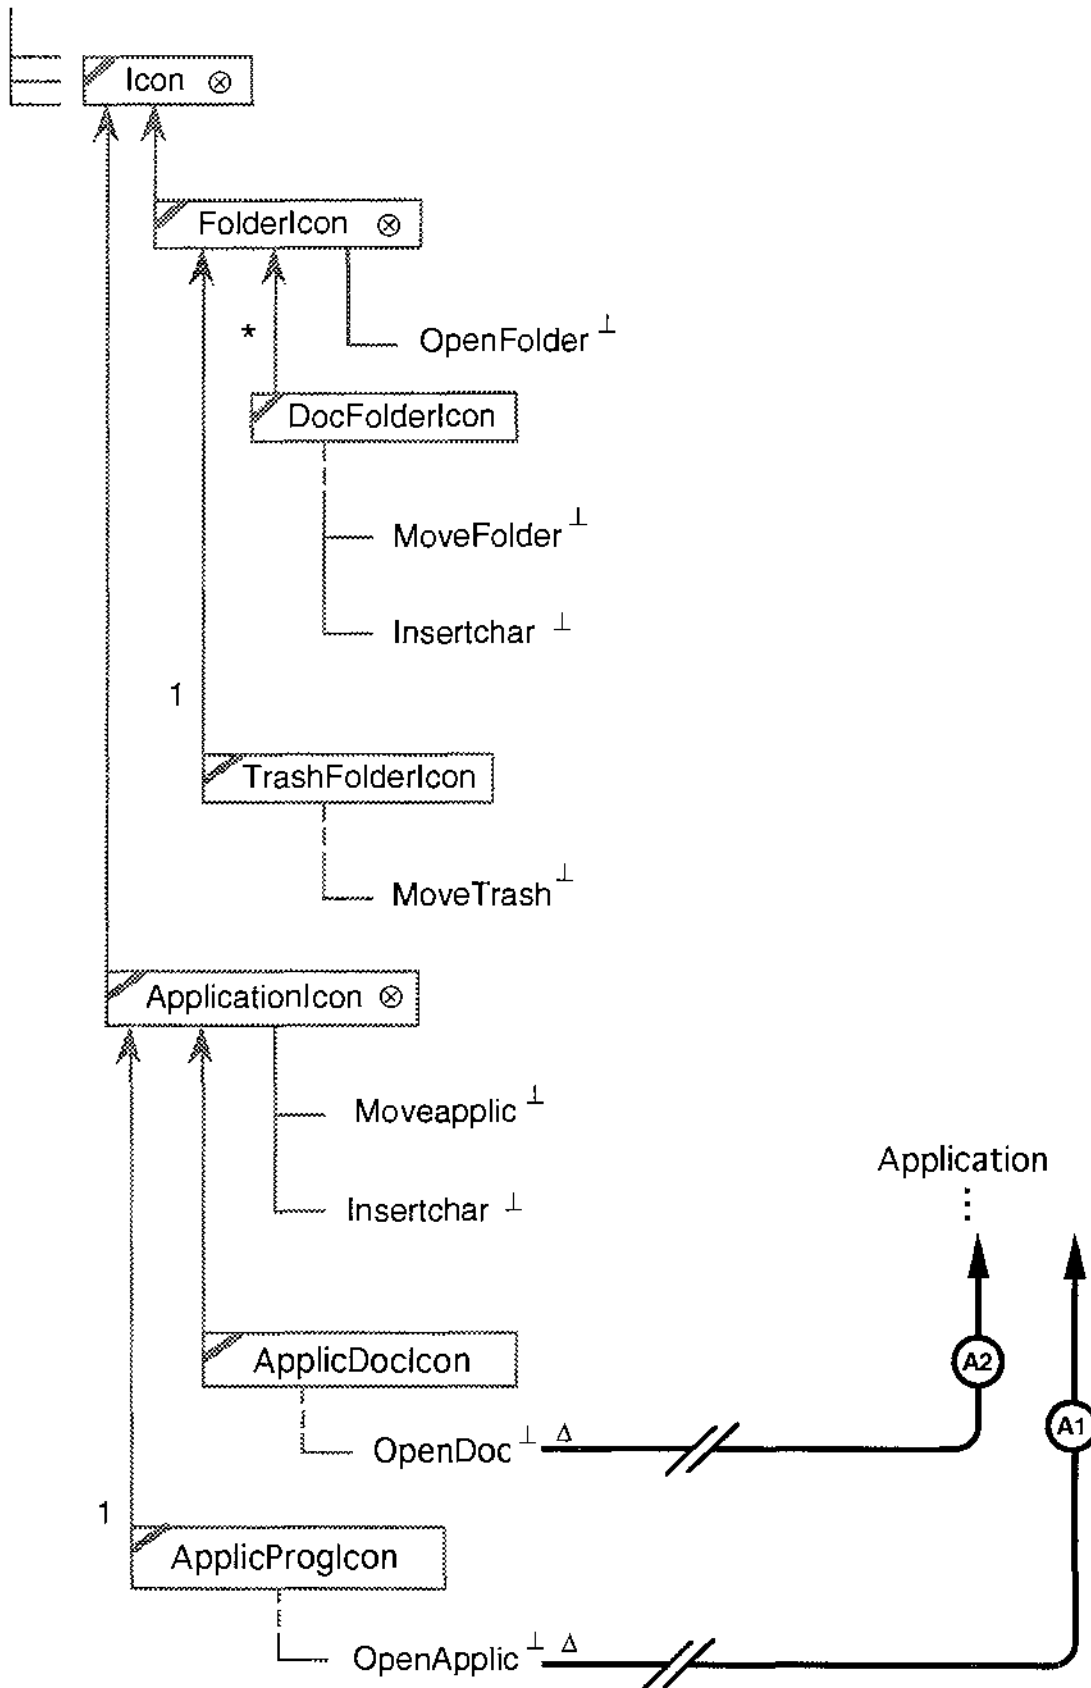 Icon ⊗
FolderIcon ⊗
*
OpenFolder ⊥
DocFolderIcon
MoveFolder ⊥
Insertchar ⊥
1
TrashFolderIcon
MoveTrash ⊥
ApplicationIcon ⊗
Moveapplic ⊥
Application
Insertchar ⊥
⋮
ApplicDocIcon
A2
A1
OpenDoc ⊥ Δ
1
ApplicProgIcon
OpenApplic ⊥ Δ